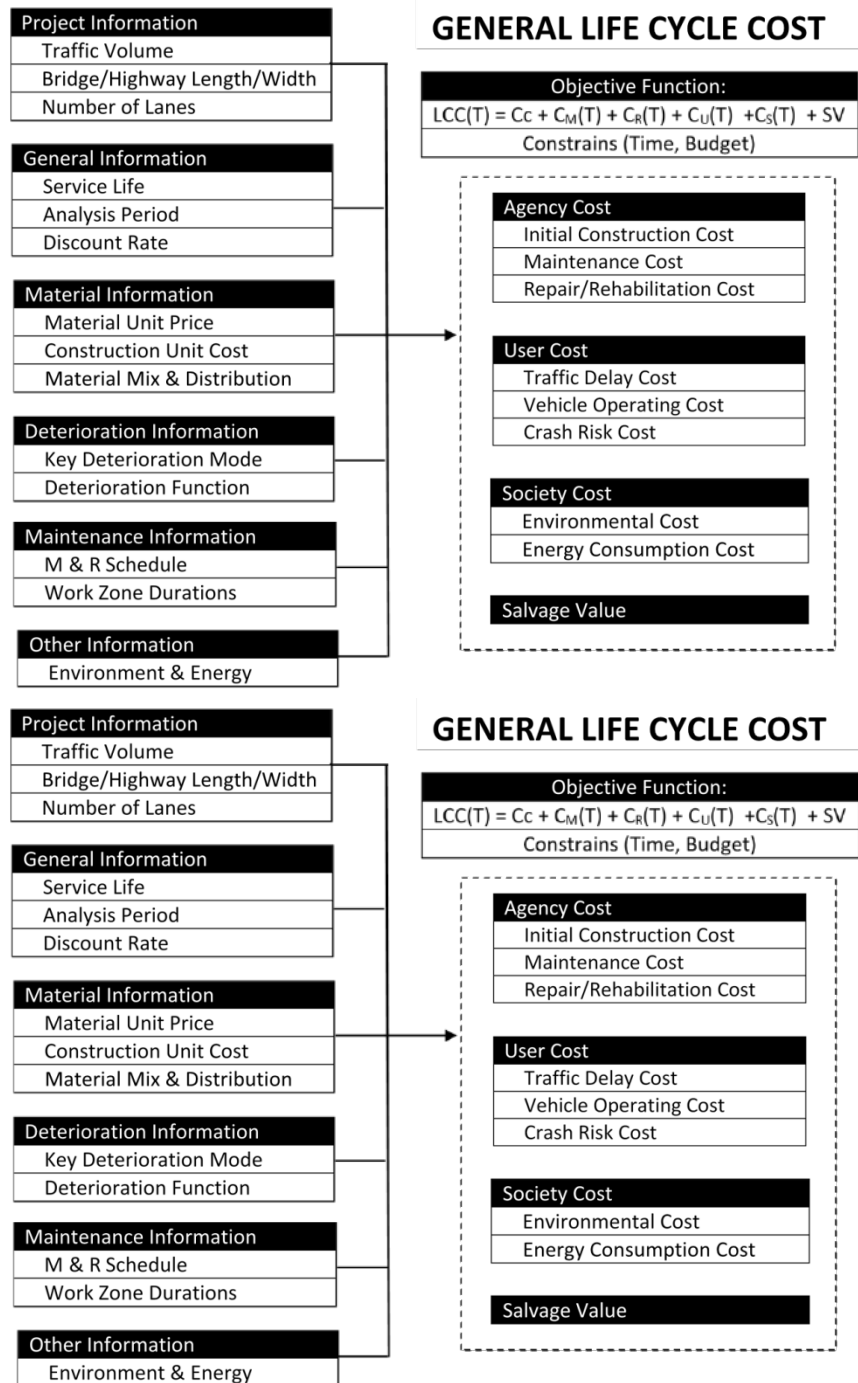 Project Information
Traffic Volume
Bridge/Highway Length/Width
Number of Lanes
General Information
Service Life
Analysis Period
Discount Rate
Material Information
Material Unit Price
Construction Unit Cost
Material Mix & Distribution
Deterioration Information
Key Deterioration Mode
Deterioration Function
Maintenance Information
M & R Schedule
Work Zone Durations
Other Information
Environment & Energy
GENERAL LIFE CYCLE COST
Objective Function:
LCC(T) = Cc + CM(T) + CR(T) + CU(T) +CS(T) + SV
Constrains (Time, Budget)
Agency Cost
Initial Construction Cost
Maintenance Cost
Repair/Rehabilitation Cost
User Cost
Traffic Delay Cost
Vehicle Operating Cost
Crash Risk Cost
Society Cost
Environmental Cost
Energy Consumption Cost
Salvage Value
Project Information
Traffic Volume
Bridge/Highway Length/Width
Number of Lanes
General Information
Service Life
Analysis Period
Discount Rate
Material Information
Material Unit Price
Construction Unit Cost
Material Mix & Distribution
Deterioration Information
Key Deterioration Mode
Deterioration Function
Maintenance Information
M & R Schedule
Work Zone Durations
Other Information
Environment & Energy
GENERAL LIFE CYCLE COST
Objective Function:
LCC(T) = Cc + CM(T) + CR(T) + CU(T) +CS(T) + SV
Constrains (Time, Budget)
Agency Cost
Initial Construction Cost
Maintenance Cost
Repair/Rehabilitation Cost
User Cost
Traffic Delay Cost
Vehicle Operating Cost
Crash Risk Cost
Society Cost
Environmental Cost
Energy Consumption Cost
Salvage Value